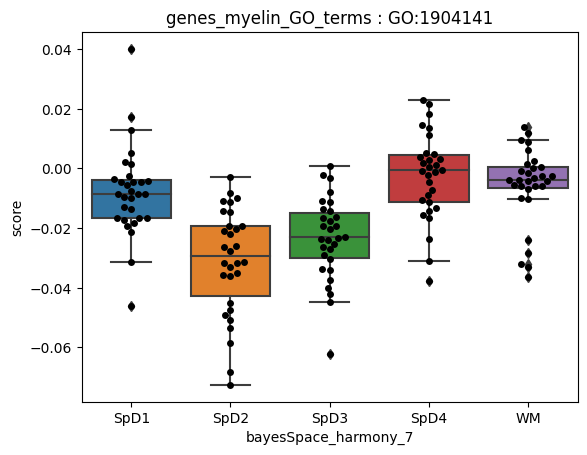 genes_myelin_GO_terms : GO:1904141
0.04
0.02
0.00
−0.02
−0.04
−0.06
score
SpD1 SpD2 SpD3 SpD4 WM
bayesSpace_harmony_7